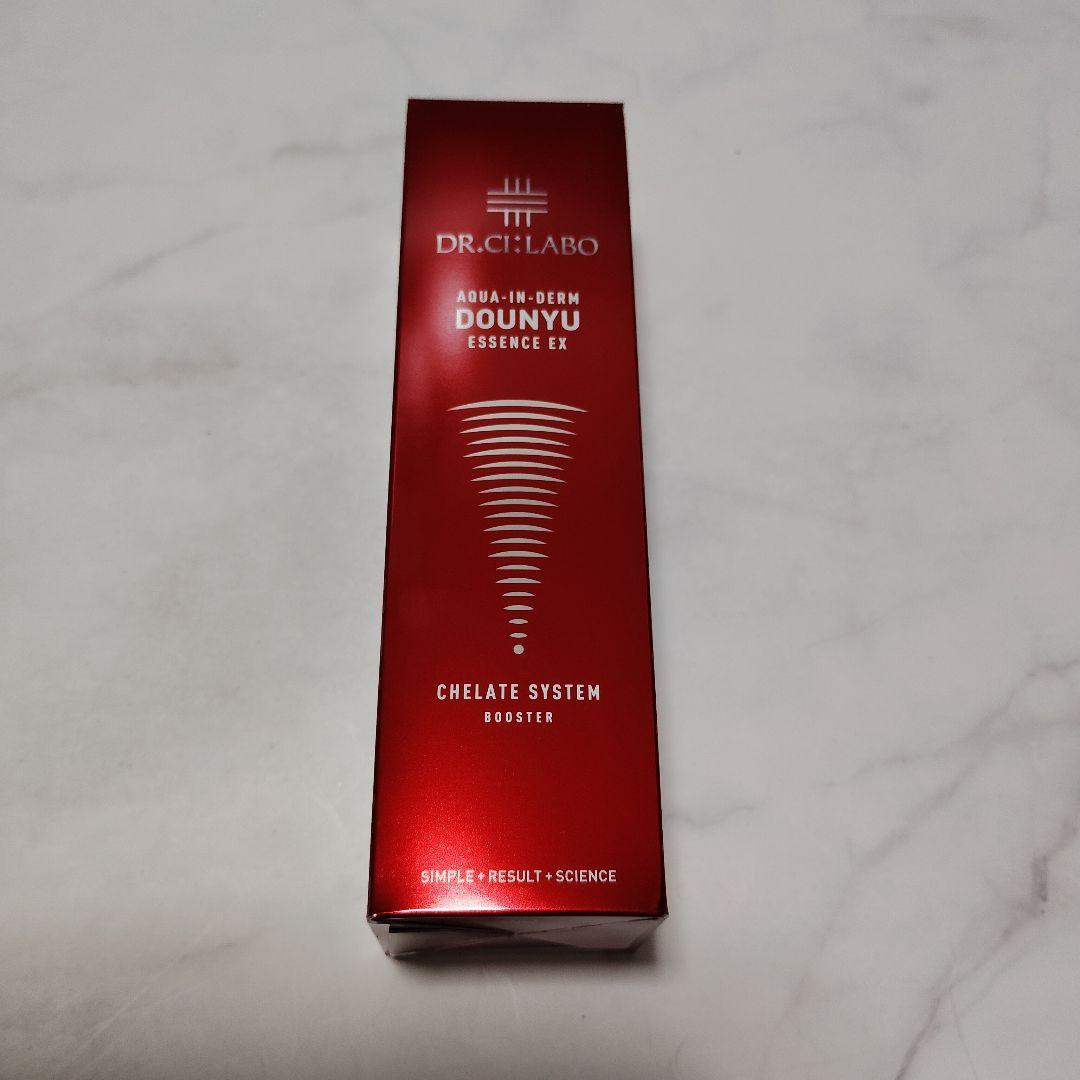 DR.CI:LABO
AQUA-IN-DERM
DOUNYU
ESSENCE EX
CHELATE SYSTEM
BOOSTER
SIMPLE + RESULT + SCIENCE